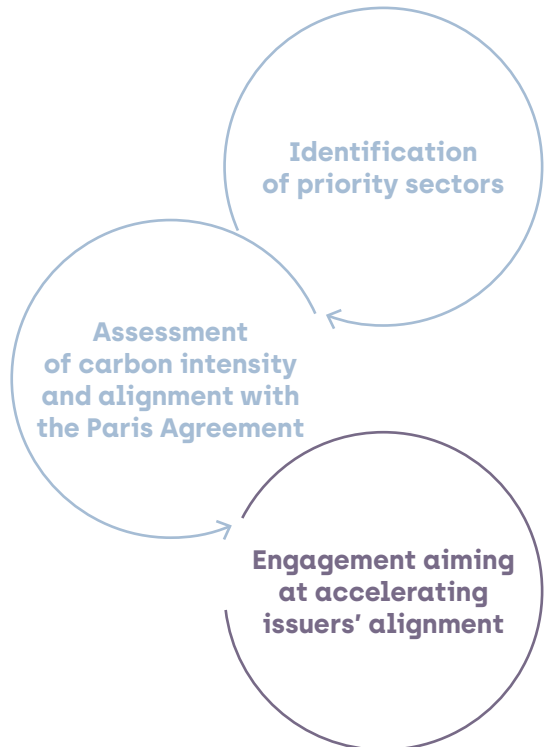 Identification
of priority sectors
Assessment
of carbon intensity
and alignment with
the Paris Agreement
Engagement aiming
at accelerating
issuers’ alignment